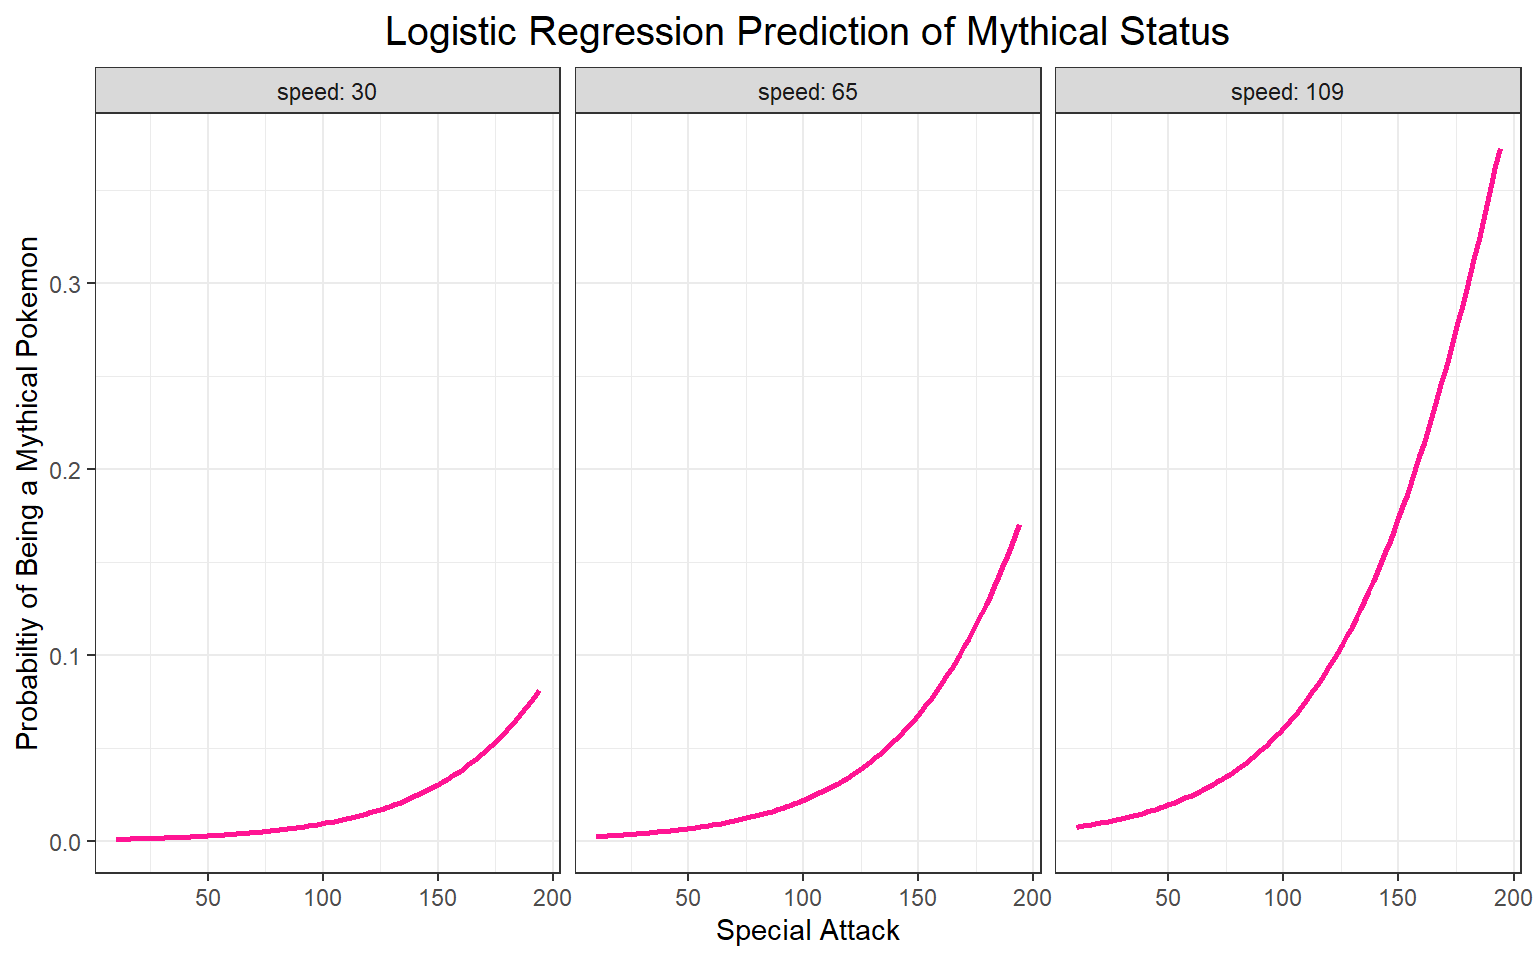 Logistic Regression Prediction of Mythical Status
speed: 30
speed: 65
speed: 109
Probabiltiy of Being a Mythical Pokemon
0.3
0.2
0.1
0.0
50 100 150 200
50 100 150 200
50 100 150 200
Special Attack